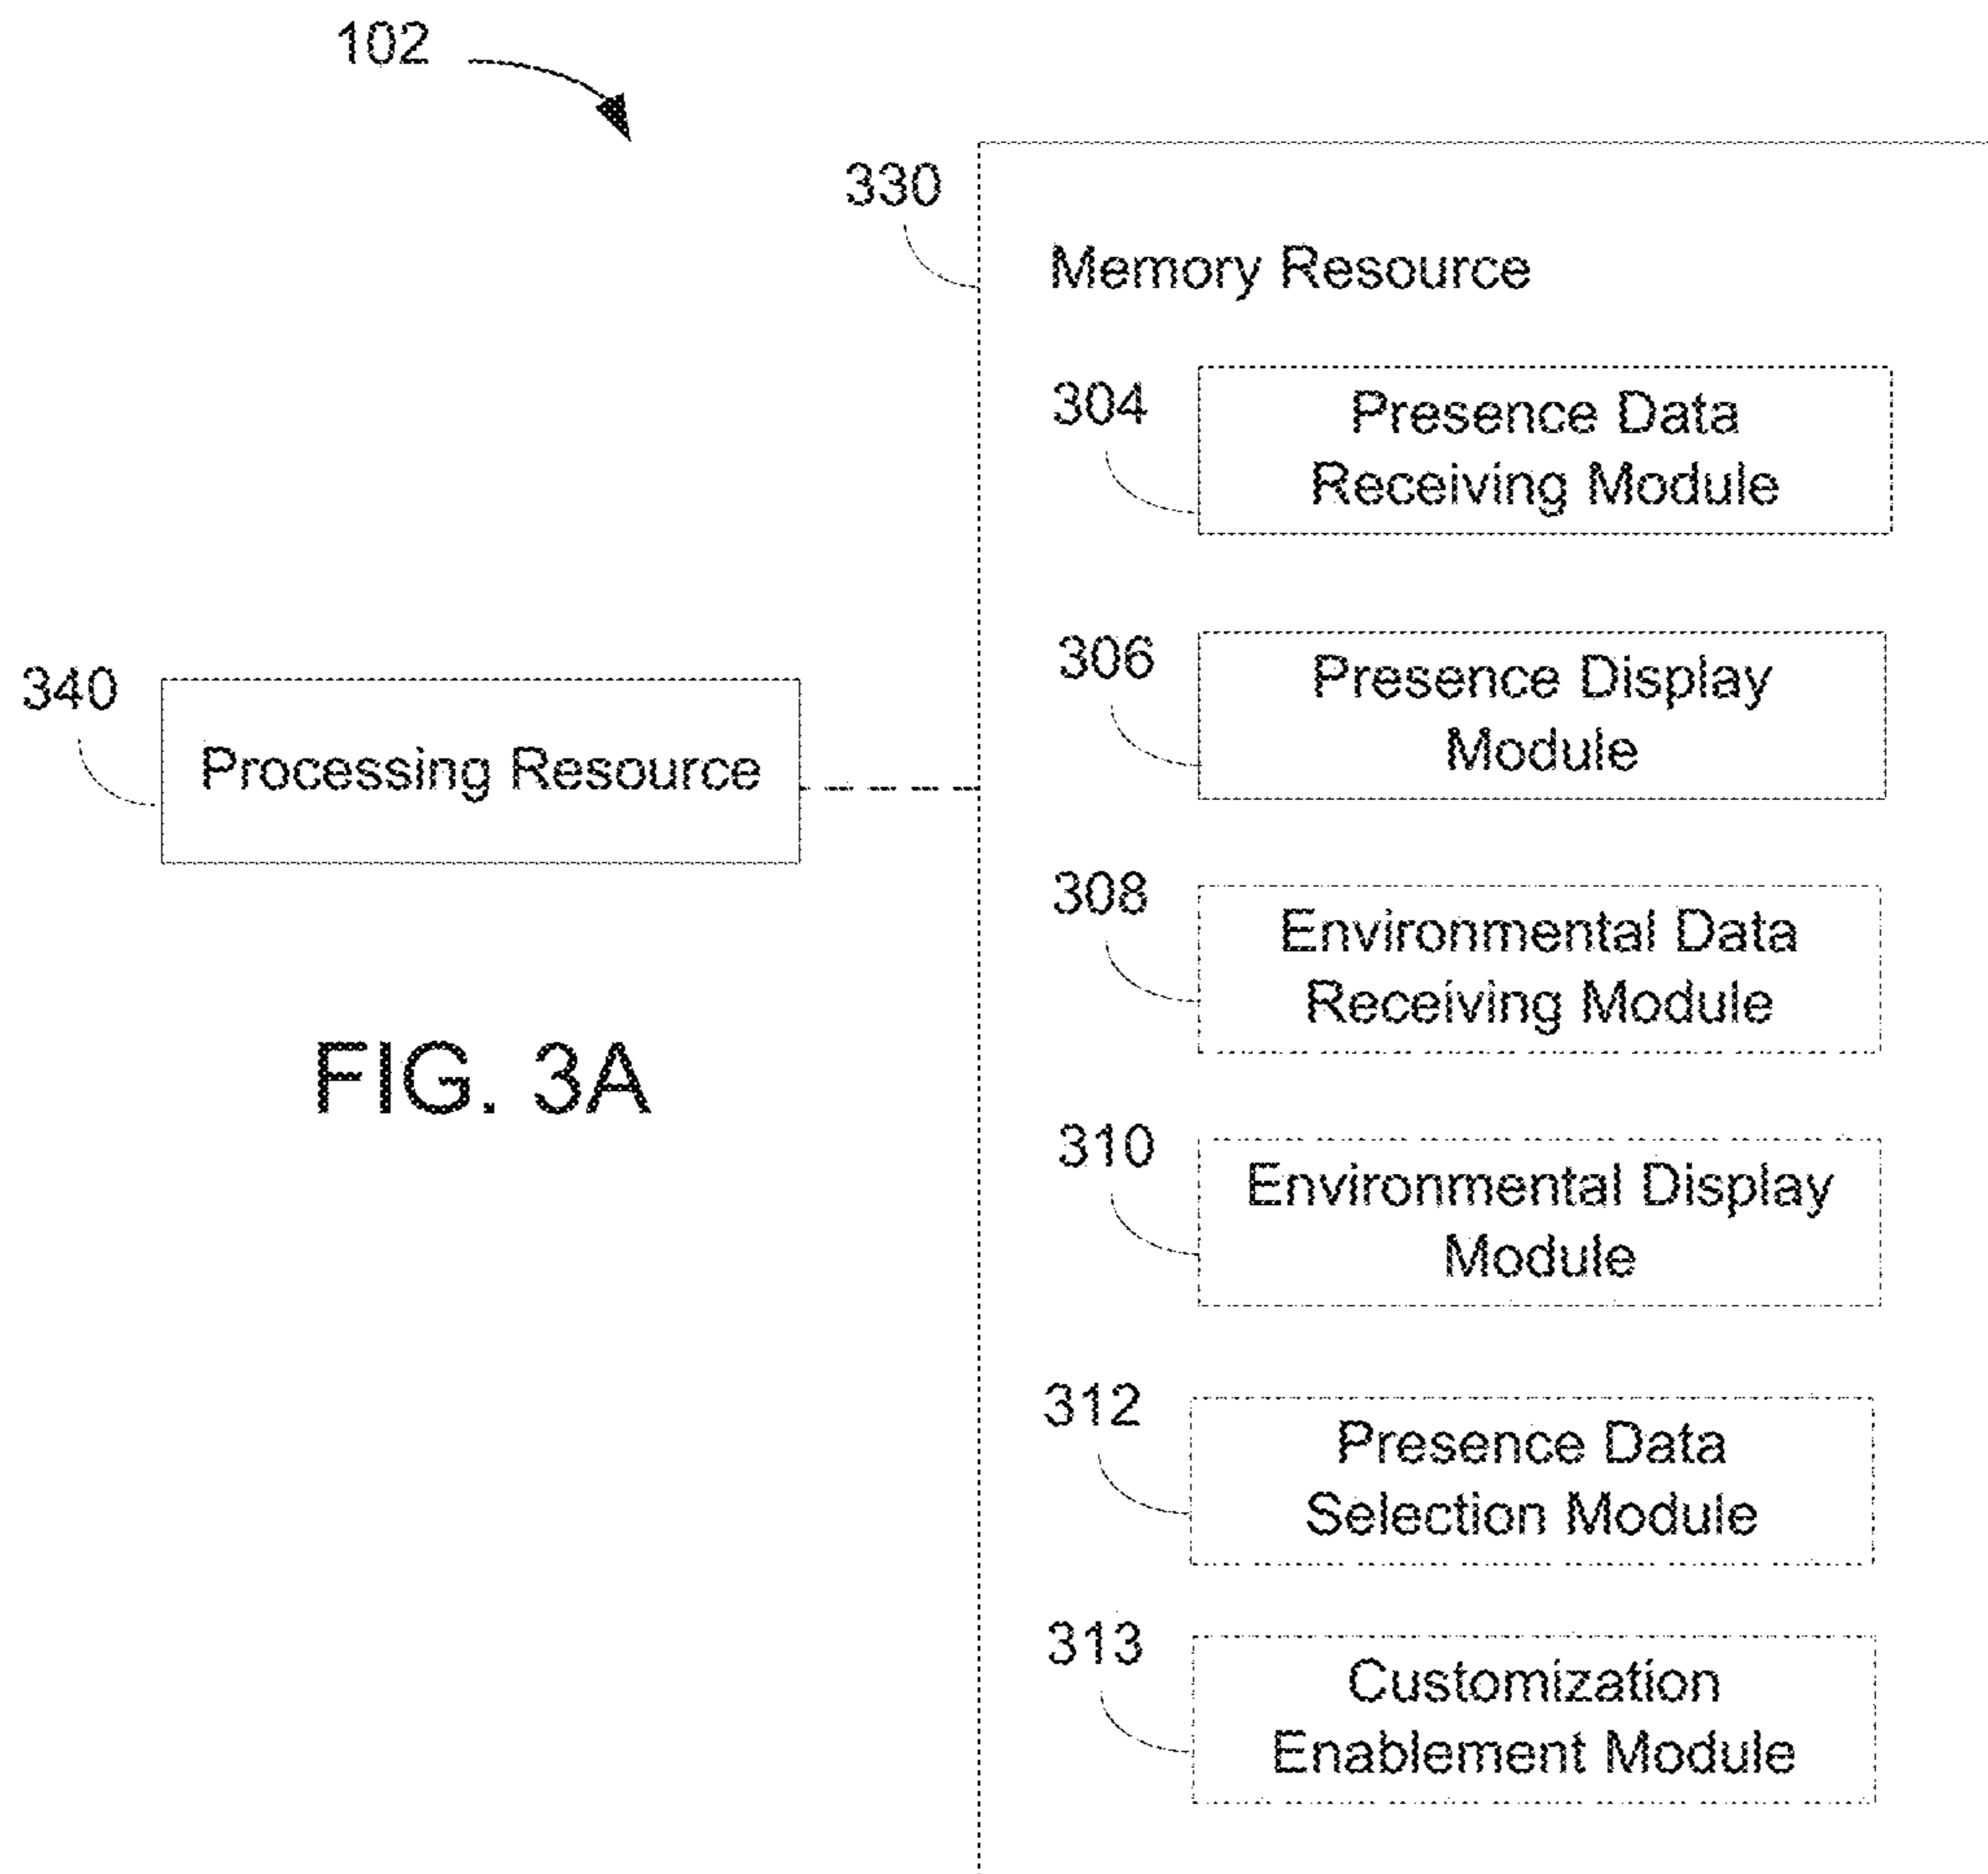 102
330
Memory Resource
304
Presence Data
Receiving Module
306
Presence Display
Module
340
Processing Resource
308
Environmental Data
Receiving Module
FIG. 3A
310
Environmental Display
Module
312
Presence Data
Selection Module
313
Customization
Enablement Module